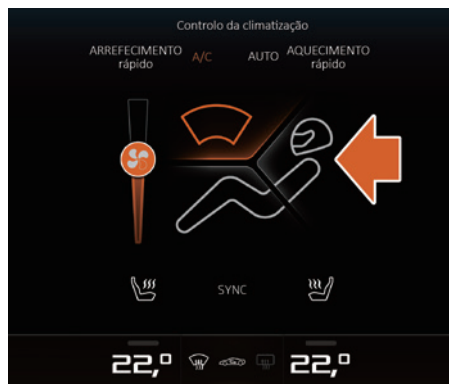 Controlo da climatização
ARREFECIMENTO rápido
A/C
AUTO
AQUECIMENTO rápido
SYNC
22,° 22,°